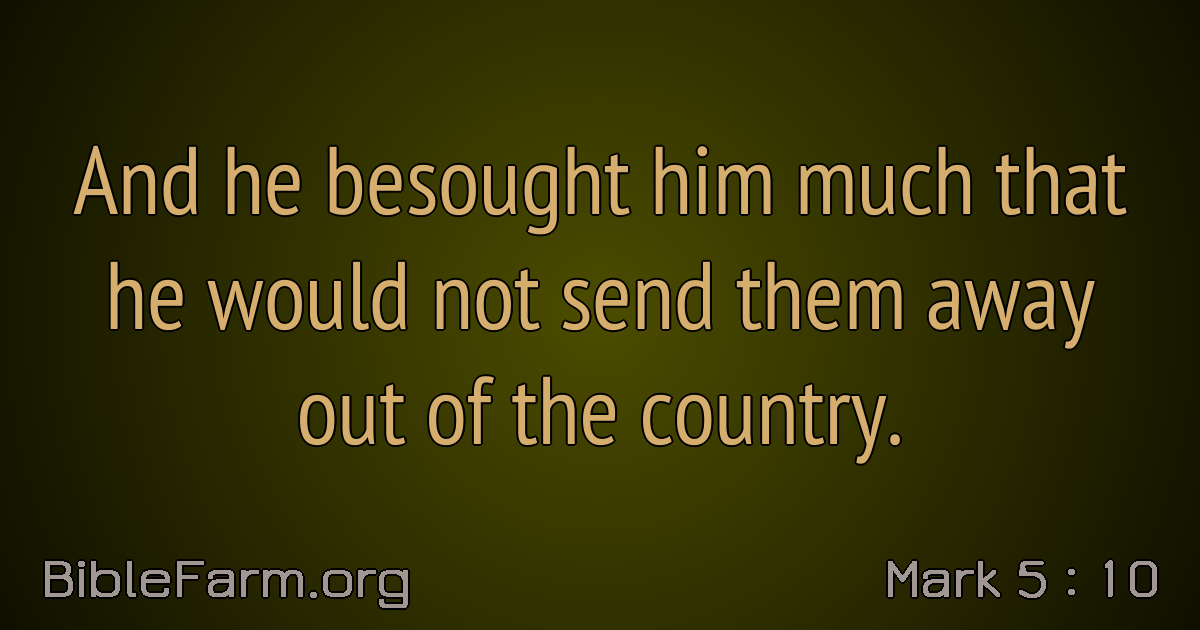 And he besought him much that
he would not send them away
out of the country.
BibleFarm.org
Mark 5 : 10